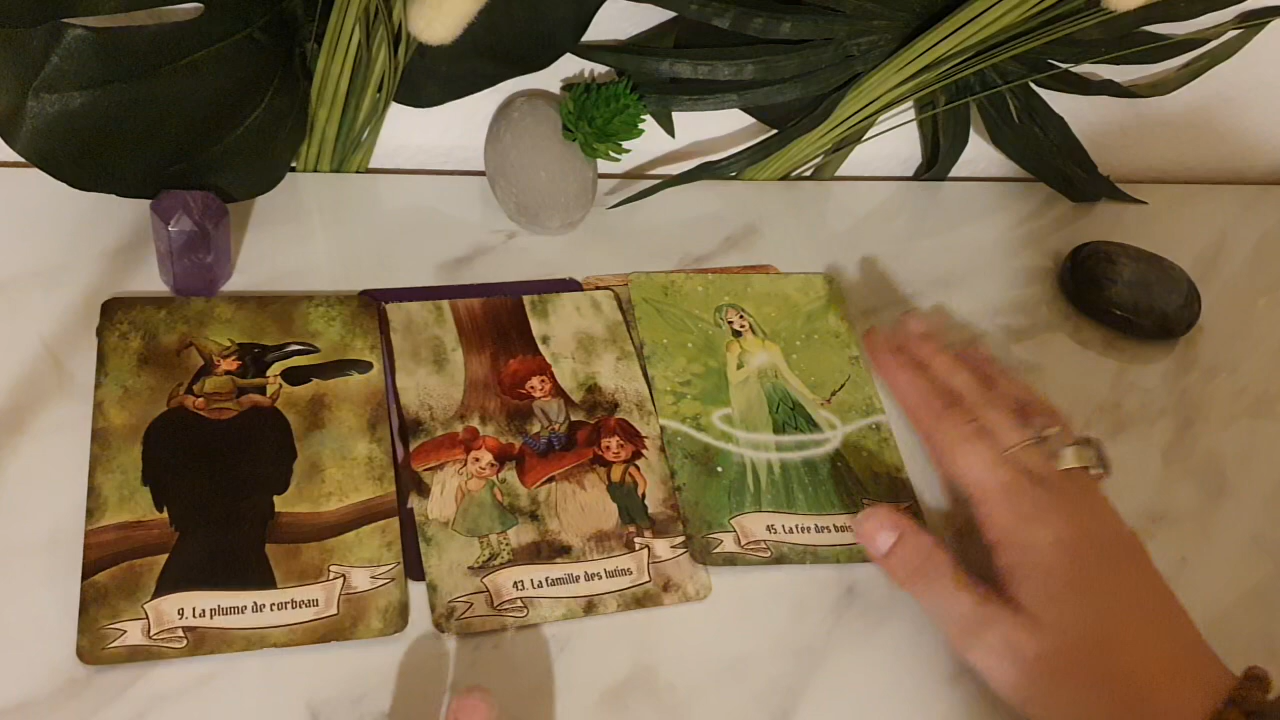 9. La plume de corbeau
43. La famille des lutins
45. La fée des bois